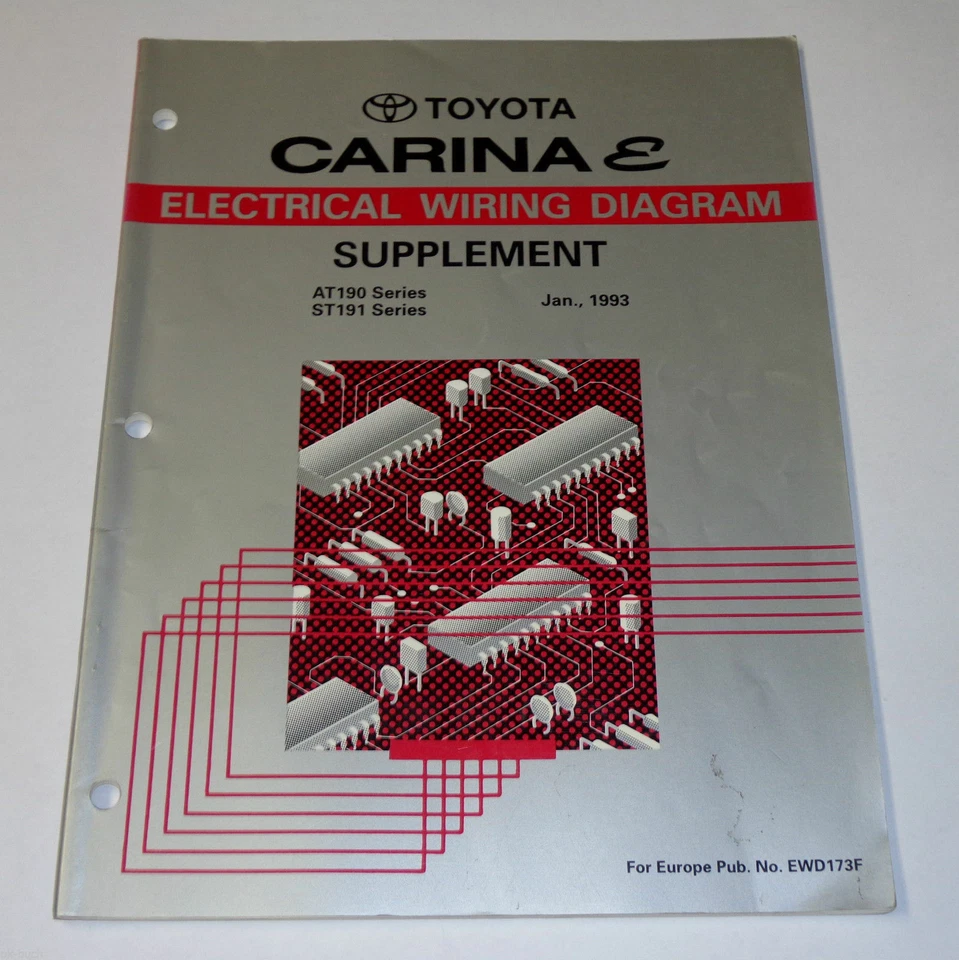 TOYOTA
CARINA E
ELECTRICAL WIRING DIAGRAM
SUPPLEMENT
AT190 Series
ST191 Series
Jan., 1993
For Europe Pub. No. EWD173F